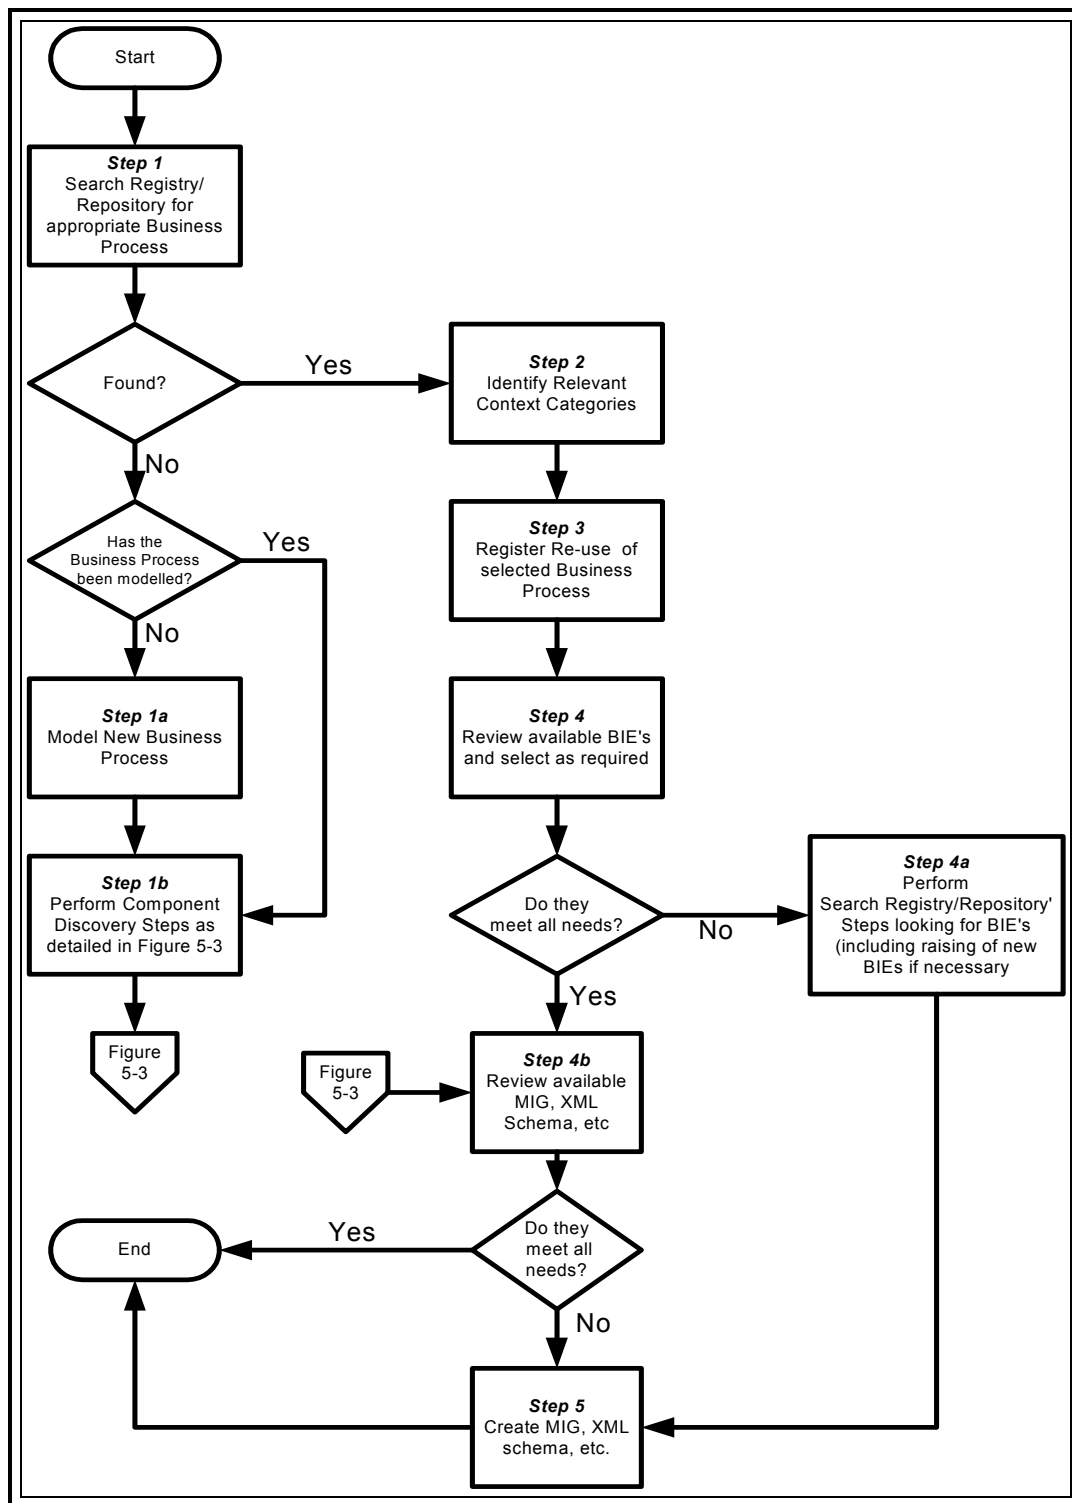 Start
Step 1
Search Registry/
Repository for
appropriate Business
Process
Found?
Yes
No
Step 2
Identify Relevant
Context Categories
Has the
Business Process
been modelled?
Yes
No
Step 3
Register Re-use of
selected Business
Process
Step 1a
Model New Business
Process
Step 4
Review available BIE's
and select as required
Step 1b
Perform Component
Discovery Steps as
detailed in Figure 5-3
Do they
meet all needs?
No
Yes
Step 4a
Perform
Search Registry/Repository'
Steps looking for BIE's
(including raising of new
BIEs if necessary
Figure
5-3
Figure
5-3
Step 4b
Review available
MIG, XML
Schema, etc
Do they
meet all
needs?
Yes
No
End
Step 5
Create MIG, XML
schema, etc.